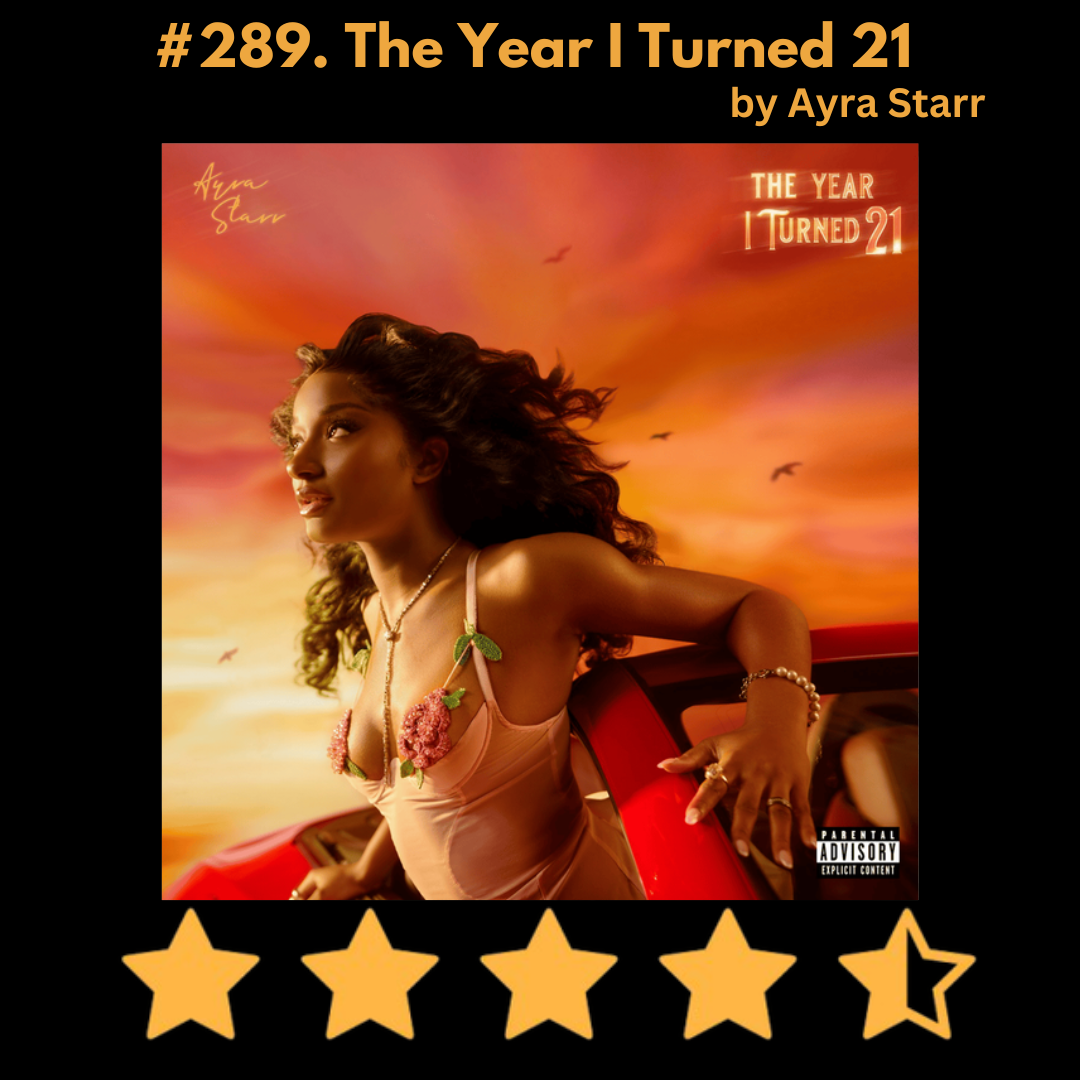 #289. The Year I Turned 21
by Ayra Starr
Ayra
Starr
THE YEAR
I TURNED 21
PARENTAL
ADVISORY
EXPLICIT CONTENT